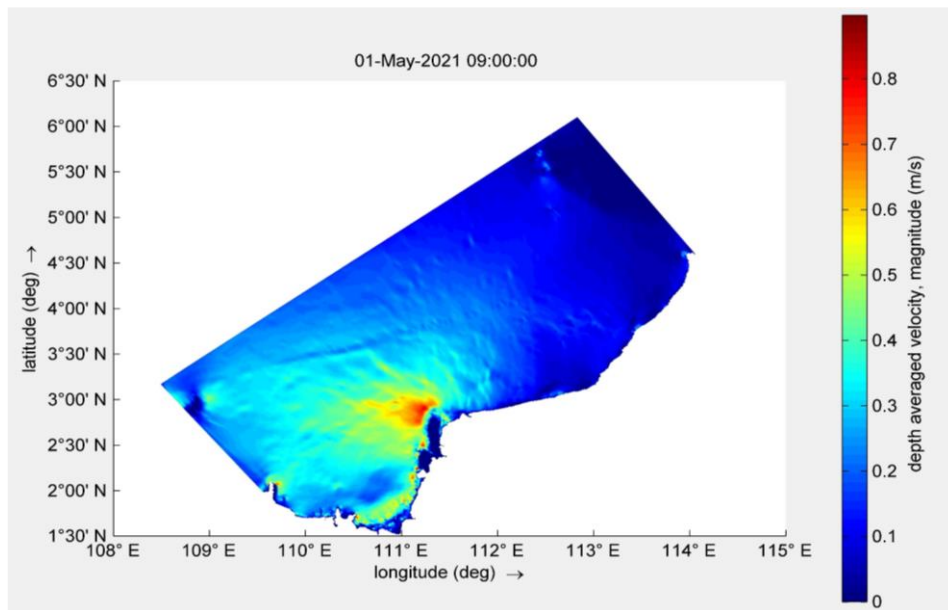 01-May-2021 09:00:00
6°30' N
6°00' N
5°30' N
5°00' N
4°30' N
4°00' N
3°30' N
3°00' N
2°30' N
2°00' N
1°30' N
latitude (deg) →
108° E 109° E 110° E 111° E 112° E 113° E 114° E 115° E
longitude (deg) →
0.8
0.7
0.6
0.5
0.4
0.3
0.2
0.1
0
depth averaged velocity, magnitude (m/s)